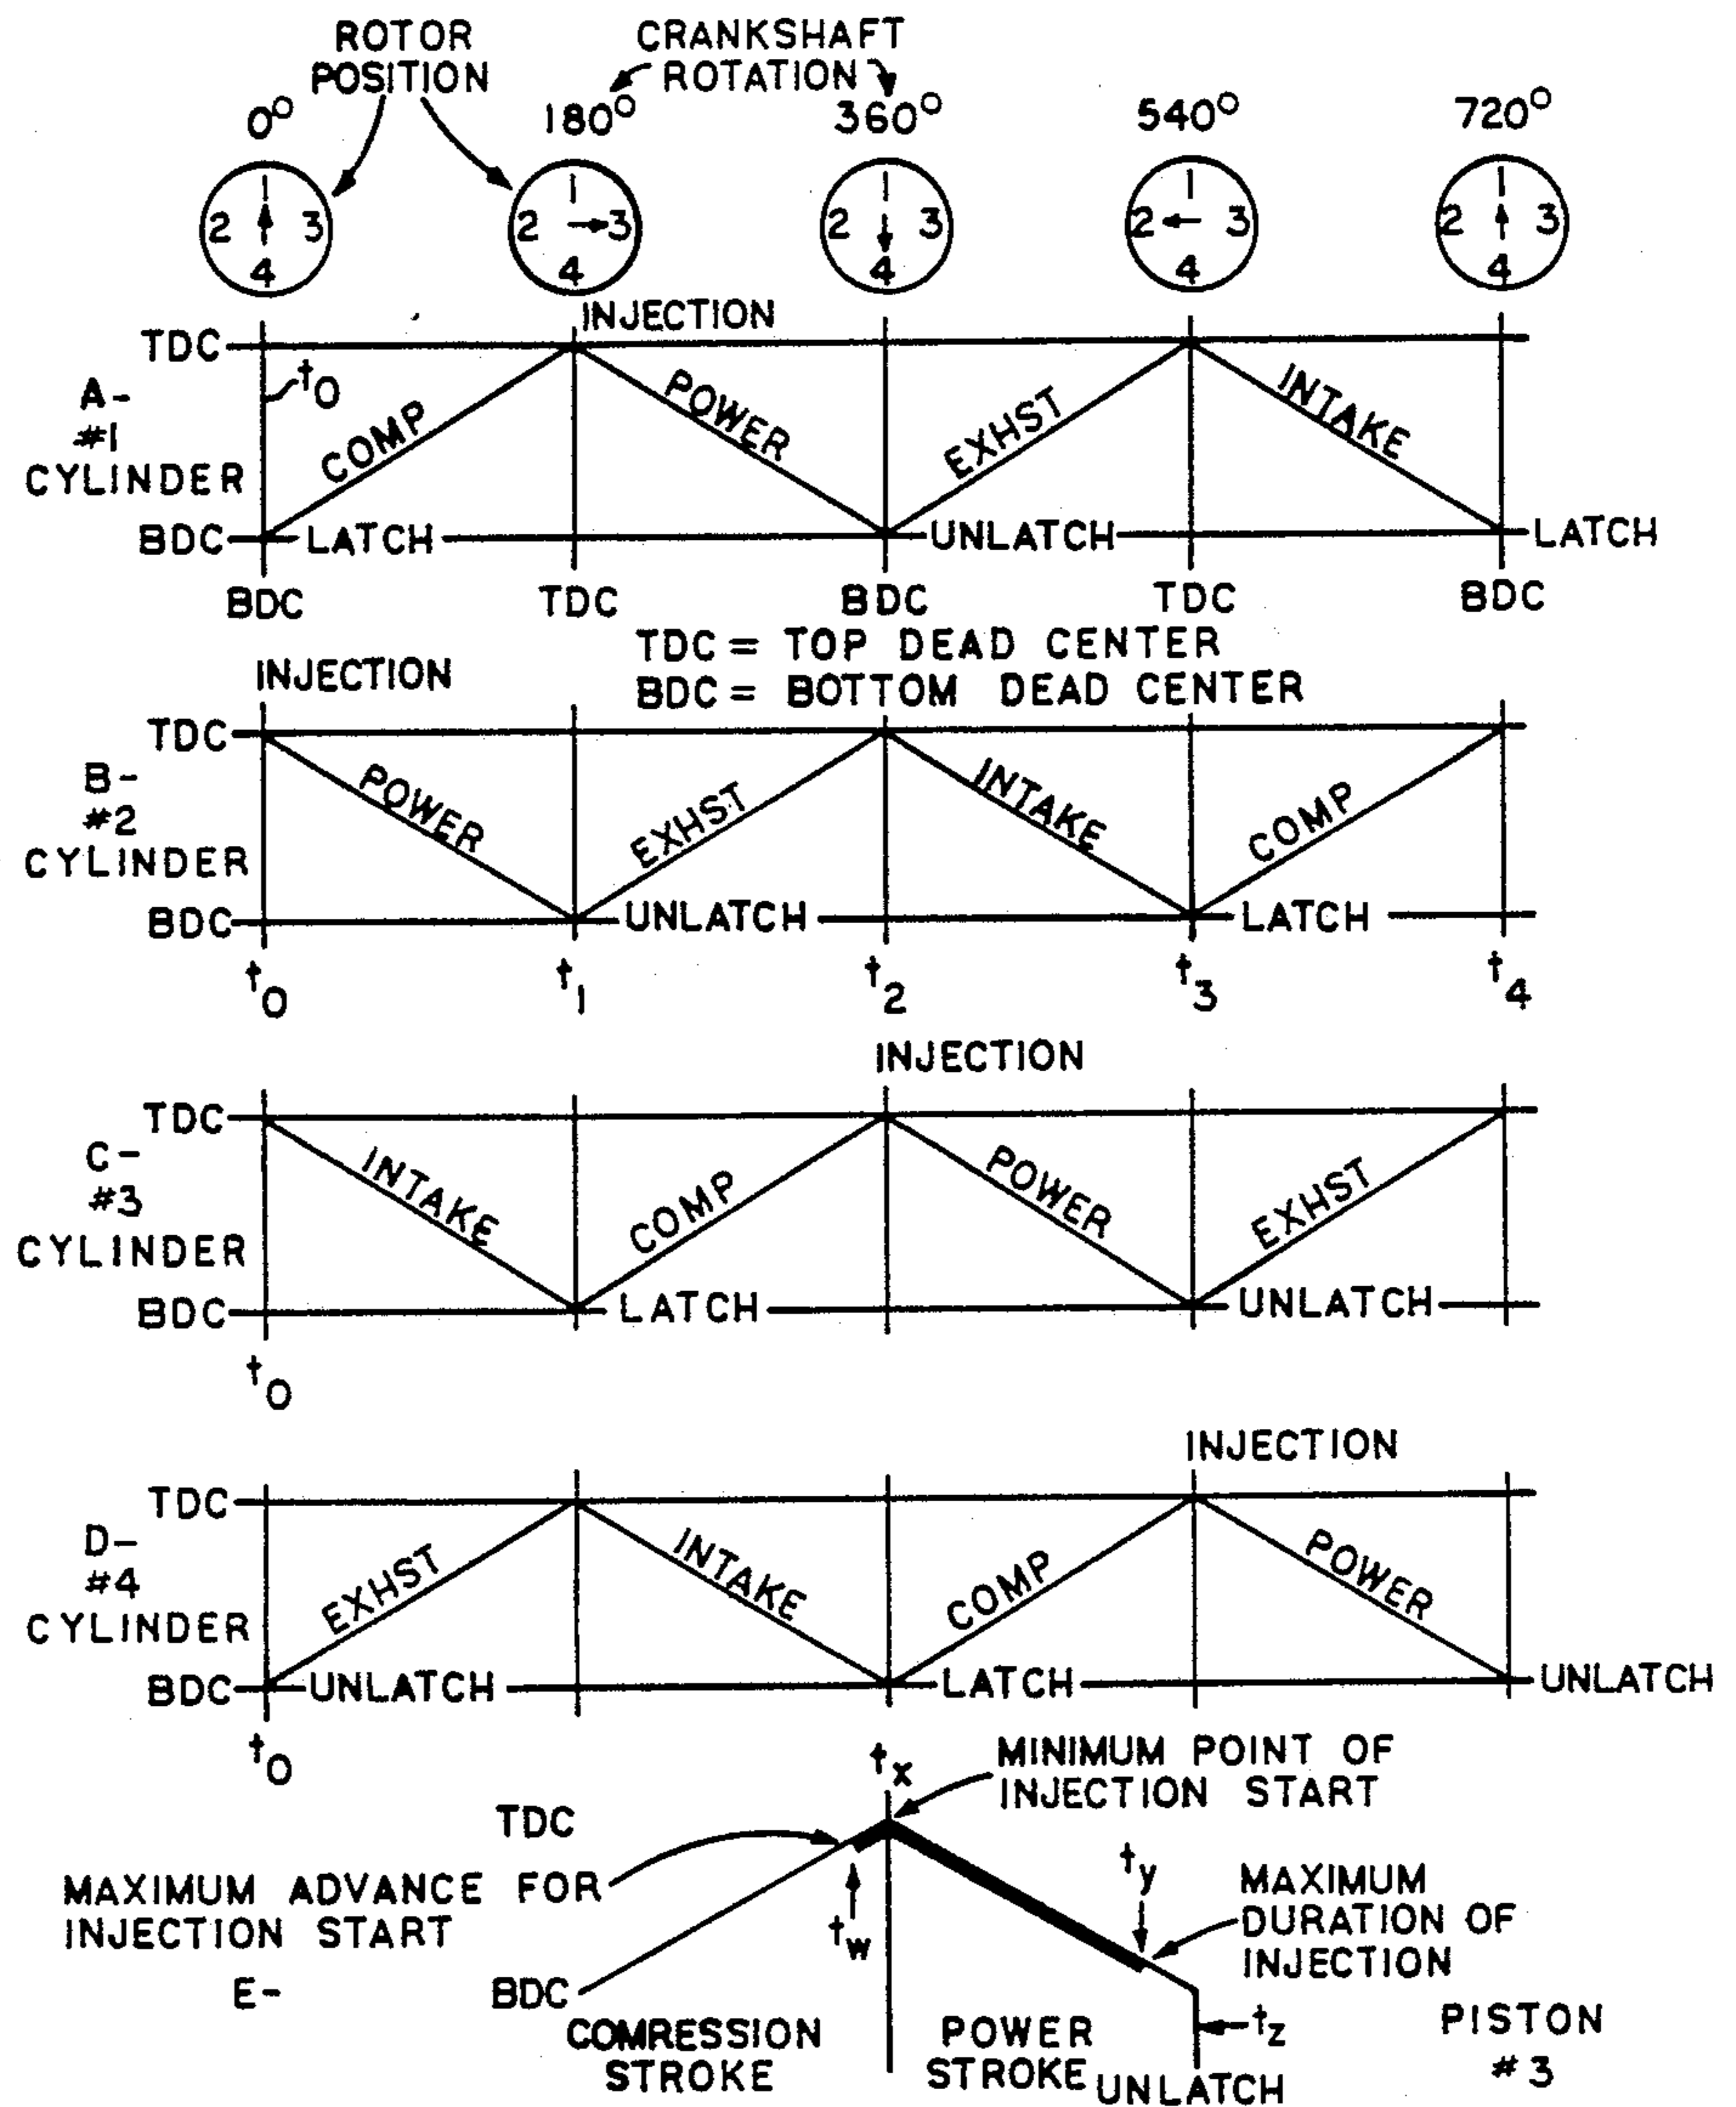 ROTOR
POSITION
CRANKSHAFT
ROTATION
0° 180° 360° 540° 720°
1 2 3 4
1 2 3 4
1 2 3 4
1 2 3 4
1 2 3 4
INJECTION
TDC
t0
A-
#1
CYLINDER
COMP
POWER
EXHST
INTAKE
BDC LATCH UNLATCH LATCH
BDC TDC BDC TDC BDC
TDC = TOP DEAD CENTER
BDC = BOTTOM DEAD CENTER
INJECTION
TDC
B-
#2
CYLINDER
POWER
EXHST
INTAKE
COMP
BDC UNLATCH LATCH
t0 t1 t2 t3 t4
INJECTION
TDC
C-
#3
CYLINDER
INTAKE
COMP
POWER
EXHST
BDC LATCH UNLATCH
t0
INJECTION
TDC
D-
#4
CYLINDER
EXHST
INTAKE
COMP
POWER
BDC UNLATCH LATCH UNLATCH
t0
tx
MINIMUM POINT OF
INJECTION START
TDC
MAXIMUM ADVANCE FOR
INJECTION START
tw
ty
MAXIMUM
DURATION OF
INJECTION
E-
BDC
COMRESSION
STROKE
POWER
STROKE
tz
UNLATCH
PISTON
#3